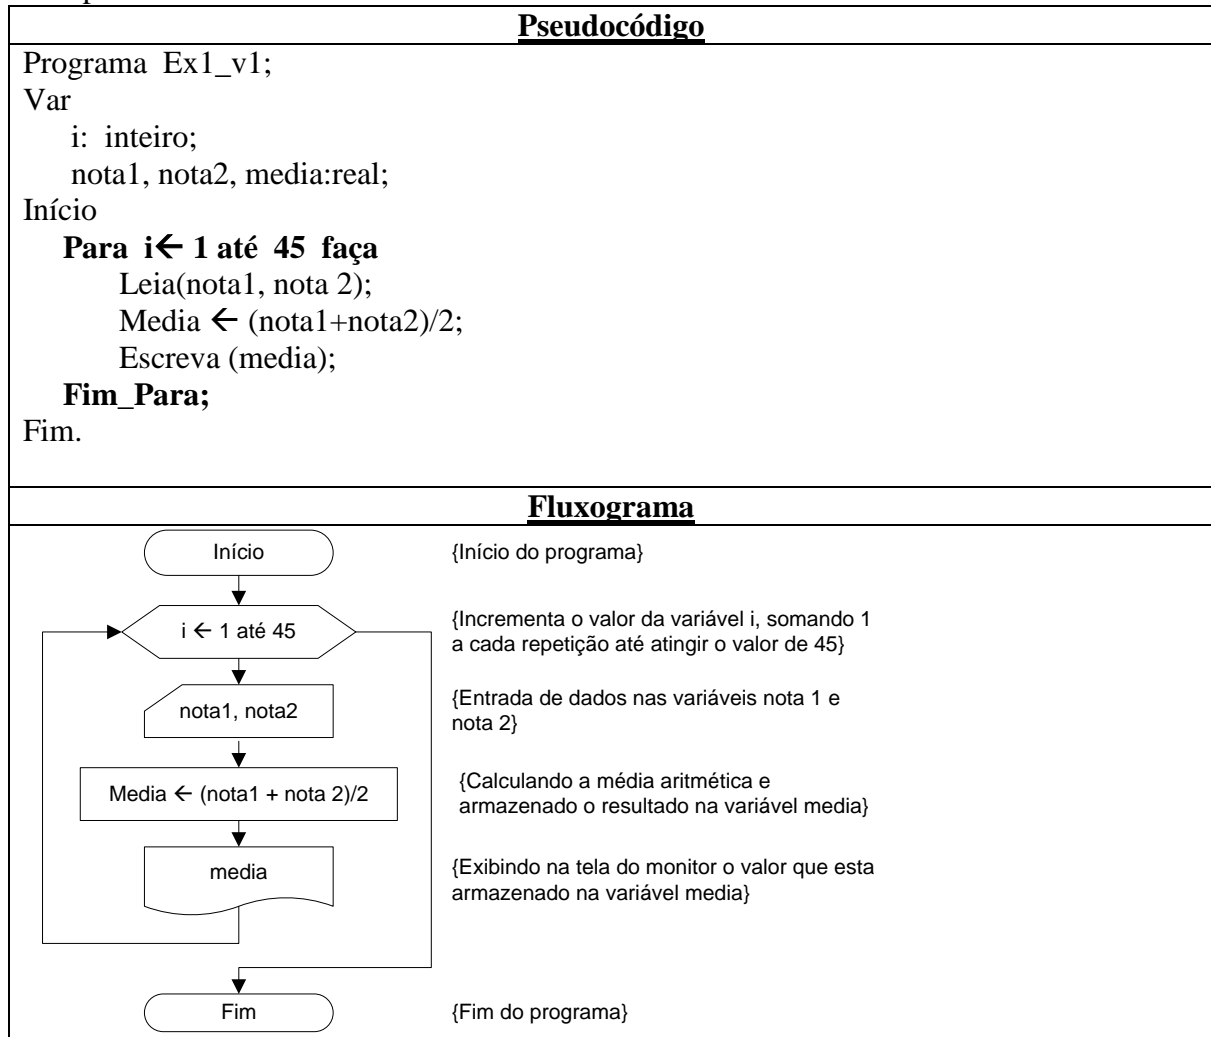 Pseudocódigo
Programa Ex1_v1;
Var
i: inteiro;
nota1, nota2, media:real;
Início
Para i← 1 até 45 faça
Leia(nota1, nota 2);
Media ← (nota1+nota2)/2;
Escreva (media);
Fim_Para;
Fim.
Fluxograma
Início
{Início do programa}
i ← 1 até 45
{Incrementa o valor da variável i, somando 1
a cada repetição até atingir o valor de 45}
nota1, nota2
{Entrada de dados nas variáveis nota 1 e
nota 2}
Media ← (nota1 + nota 2)/2
{Calculando a média aritmética e
armazenado o resultado na variável media}
media
{Exibindo na tela do monitor o valor que esta
armazenado na variável media}
Fim
{Fim do programa}